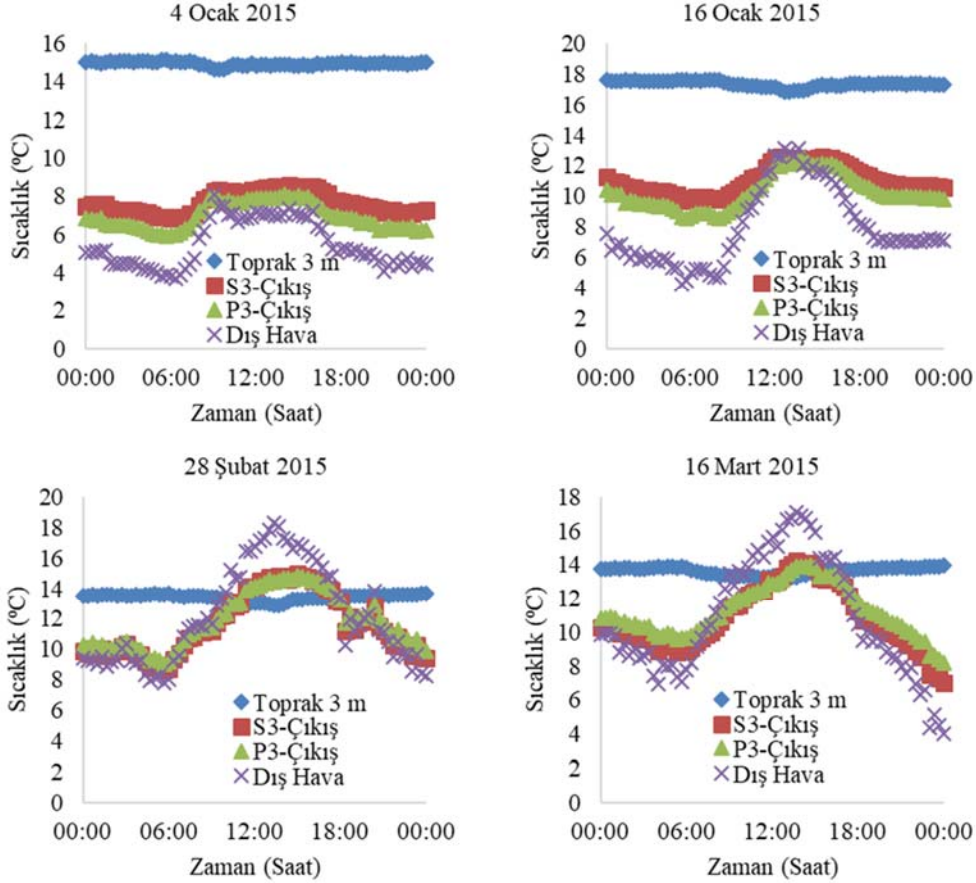 4 Ocak 2015
16
14
12
10
8
6
4
2
0
Sıcaklık (ºC)
Toprak 3 m
S3-Çıkış
P3-Çıkış
Dış Hava
00:00 06:00 12:00 18:00 00:00
Zaman (Saat)
16 Ocak 2015
20
18
16
14
12
10
8
6
4
2
0
Sıcaklık (ºC)
Toprak 3 m
S3-Çıkış
P3-Çıkış
Dış Hava
00:00 06:00 12:00 18:00 00:00
Zaman (Saat)
28 Şubat 2015
20
18
16
14
12
10
8
6
4
2
0
Sıcaklık (ºC)
Toprak 3 m
S3-Çıkış
P3-Çıkış
Dış Hava
00:00 06:00 12:00 18:00 00:00
Zaman (Saat)
16 Mart 2015
18
16
14
12
10
8
6
4
2
0
Sıcaklık (ºC)
Toprak 3 m
S3-Çıkış
P3-Çıkış
Dış Hava
00:00 06:00 12:00 18:00 00:00
Zaman (Saat)